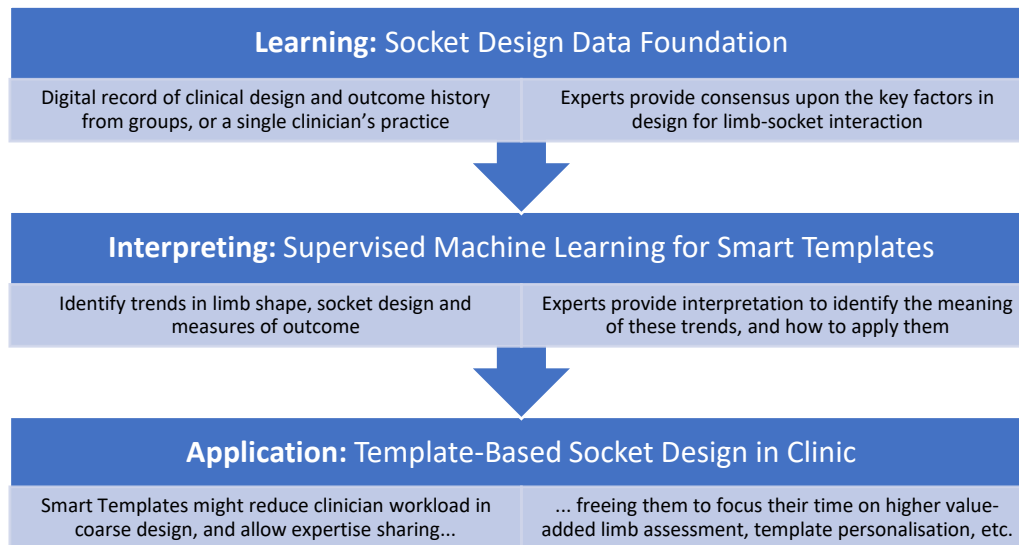 Learning: Socket Design Data Foundation
Digital record of clinical design and outcome history
from groups, or a single clinician’s practice
Experts provide consensus upon the key factors in
design for limb-socket interaction
Interpreting: Supervised Machine Learning for Smart Templates
Identify trends in limb shape, socket design and
measures of outcome
Experts provide interpretation to identify the meaning
of these trends, and how to apply them
Application: Template-Based Socket Design in Clinic
Smart Templates might reduce clinician workload in
coarse design, and allow expertise sharing...
... freeing them to focus their time on higher value-
added limb assessment, template personalisation, etc.